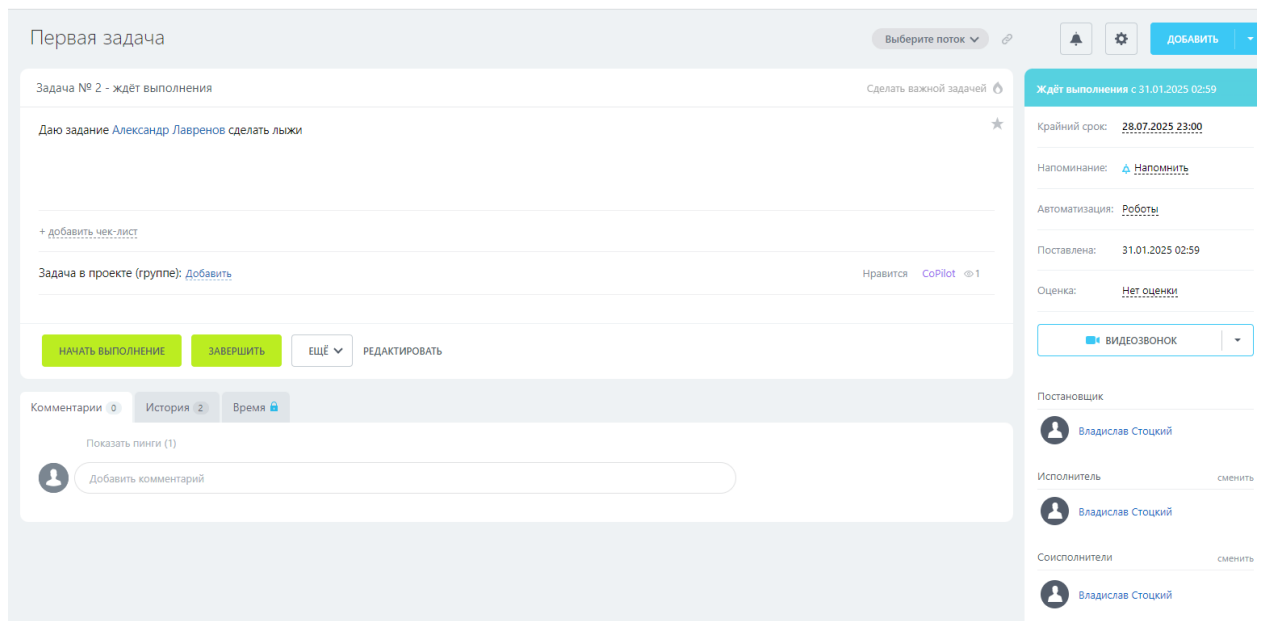 Первая задача
Выберите поток
ДОБАВИТЬ
Задача № 2 - ждёт выполнения
Сделать важной задачей
Ждёт выполнения с 31.01.2025 02:59
Даю задание Александр Лавренов сделать лыжи
Крайний срок: 28.07.2025 23:00
Напоминание: Напомнить
Автоматизация: Роботы
+ добавить чек-лист
Поставлена: 31.01.2025 02:59
Задача в проекте (группе): Добавить
Нравится CoPilot 1
Оценка: Нет оценки
НАЧАТЬ ВЫПОЛНЕНИЕ
ЗАВЕРШИТЬ
ЕЩЁ
РЕДАКТИРОВАТЬ
ВИДЕОЗВОНОК
Комментарии 0
История 2
Время
Показать пинги (1)
Добавить комментарий
Постановщик
Владислав Стоцкий
Исполнитель сменить
Владислав Стоцкий
Соисполнители сменить
Владислав Стоцкий